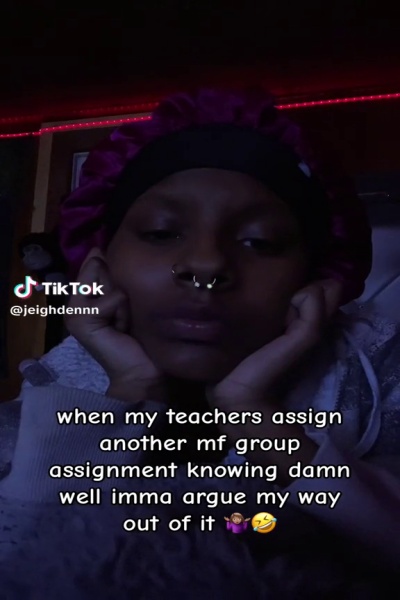 TikTok
@jeighdennn
when my teachers assign
another mf group
assignment knowing damn
well imma argue my way
out of it 🤷🏽‍♀️🤣